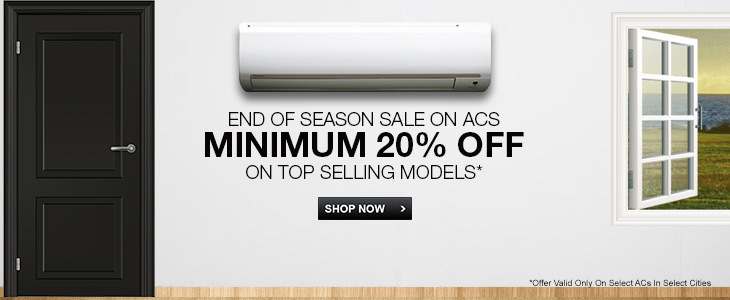 END OF SEASON SALE ON ACS
MINIMUM 20% OFF
ON TOP SELLING MODELS*
SHOP NOW >
*Offer Valid Only On Select ACs In Select Cities